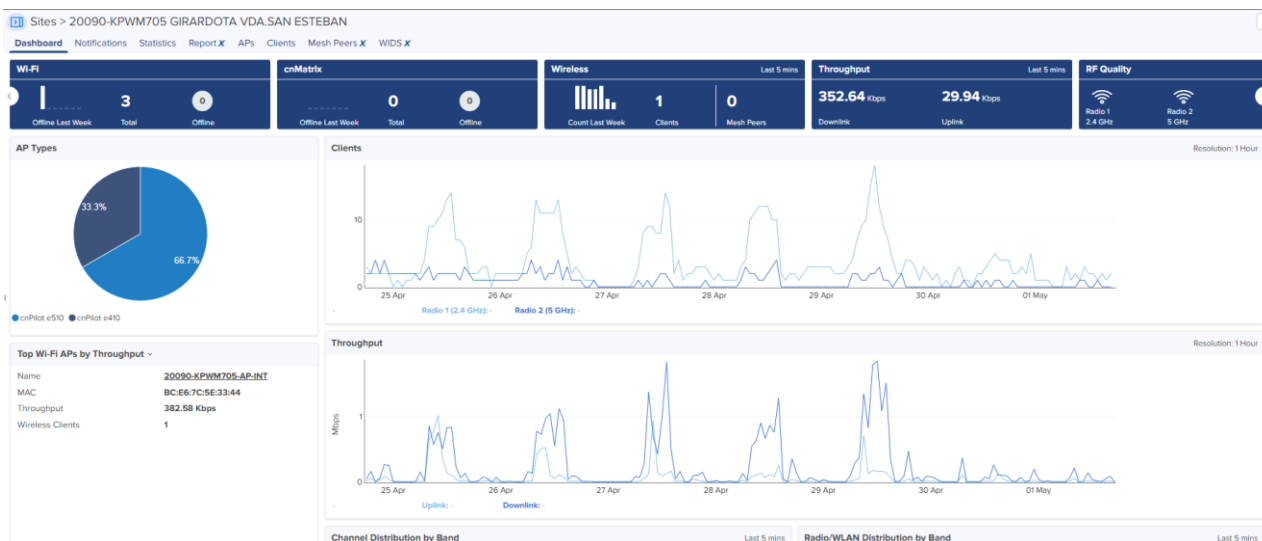 Sites > 20090-KPWM705 GIRARDOTA VDA.SAN ESTEBAN
Dashboard Notifications Statistics Report X APs Clients Mesh Peers X WIDS X
Wi-Fi
3
0
Offline Last Week Total Offline
cnMatrix
0
0
Offline Last Week Total Offline
Wireless Last 5 mins
1
0
Count Last Week Clients Mesh Peers
Throughput Last 5 mins
352.64 Kbps 29.94 Kbps
Downlink Uplink
RF Quality
Radio 1 Radio 2
2.4 GHz 5 GHz
AP Types
33.3%
66.7%
cnPilot e510 cnPilot e410
Clients Resolution: 1 Hour
10
0
25 Apr 26 Apr 27 Apr 28 Apr 29 Apr 30 Apr 01 May
- Radio 1 (2.4 GHz): - Radio 2 (5 GHz): -
Top Wi-Fi APs by Throughput
Name 20090-KPWM705-AP-INT
MAC BC:E6:7C:5E:33:44
Throughput 382.58 Kbps
Wireless Clients 1
Throughput Resolution: 1 Hour
Mbps
1
0
25 Apr 26 Apr 27 Apr 28 Apr 29 Apr 30 Apr 01 May
- Uplink: - Downlink: -
Channel Distribution by Band Last 5 mins
Radio/WLAN Distribution by Band Last 5 mins